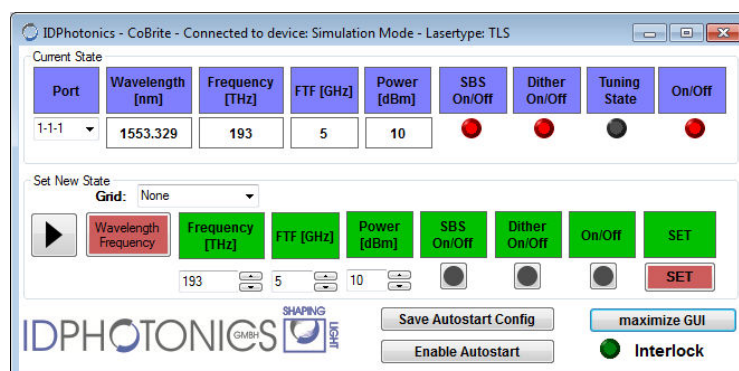 IDPhotonics - CoBrite - Connected to device: Simulation Mode - Lasertype: TLS
Current State
Port
Wavelength
[nm]
Frequency
[THz]
FTF [GHz]
Power
[dBm]
SBS
On/Off
Dither
On/Off
Tuning
State
On/Off
1-1-1
1553.329
193
5
10
Set New State
Grid: None
Wavelength
Frequency
Frequency
[THz]
FTF [GHz]
Power
[dBm]
SBS
On/Off
Dither
On/Off
On/Off
SET
193
5
10
SET
IDPHOTONICS GMBH
SHAPING
LIGHT
Save Autostart Config
maximize GUI
Enable Autostart
Interlock